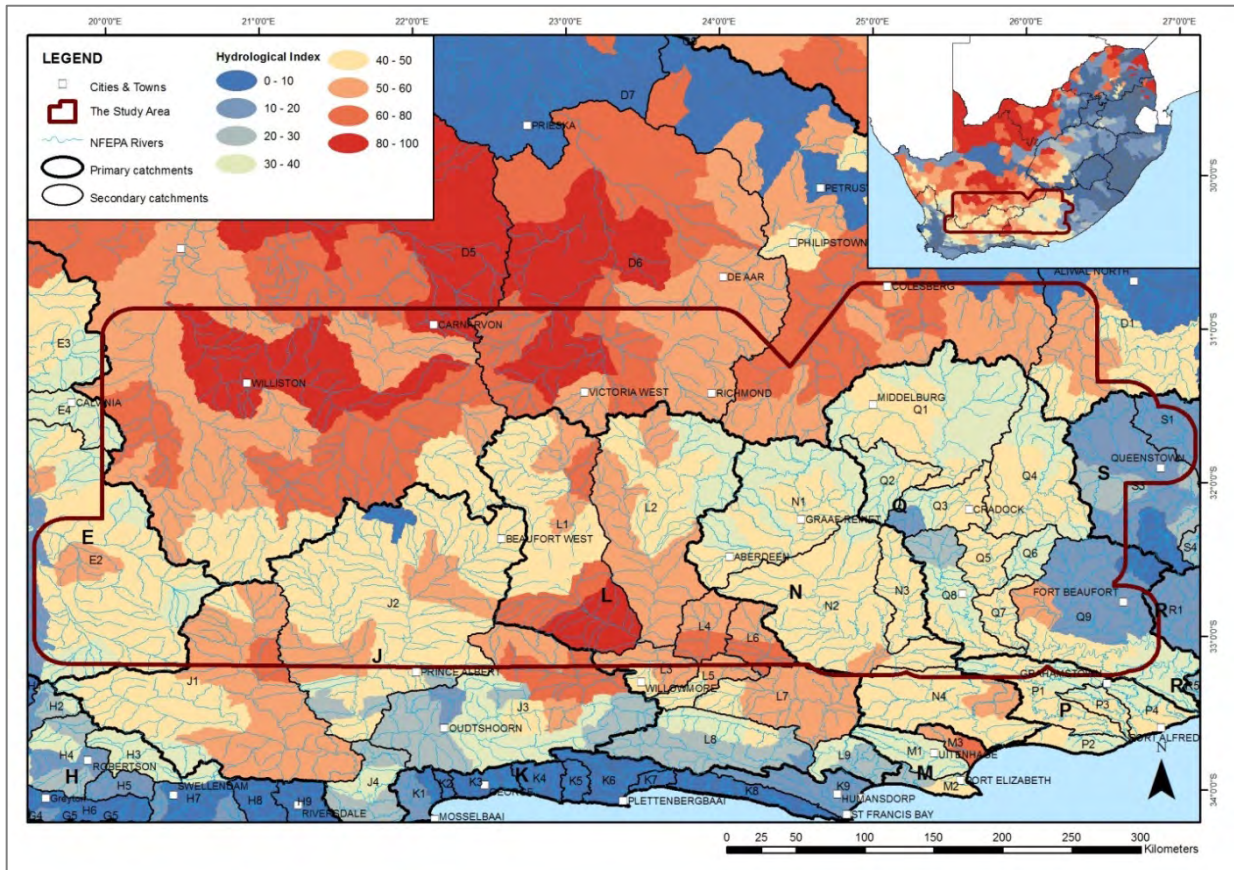 20°0'0"E 21°0'0"E 22°0'0"E 23°0'0"E 24°0'0"E 25°0'0"E 26°0'0"E 27°0'0"E
LEGEND
Cities & Towns
The Study Area
NFEPA Rivers
Primary catchments
Secondary catchments
Hydrological Index
0 - 10
10 - 20
20 - 30
30 - 40
40 - 50
50 - 60
60 - 80
80 - 100
D7
PRIESKA
30°0'0"S
PETRUST
PHILIPSTOWN
D5
D6
DE AAR
COLESBERG
ALIWAL NORTH
CARNARVON
D1
31°0'0"S
E3
WILLISTON
VICTORIA WEST
RICHMOND
E4
CALVINIA
MIDDELBURG
Q1
S1
QUEENSTOWN
S
S3
32°0'0"S
Q2
Q4
L2
N1
Q
Q3
CRADOCK
GRAAF REINET
E
L1
BEAUFORT WEST
E2
ABERDEEN
Q5
Q6
S4
L
N
N3
Q8
FORT BEAUFORT
J2
N2
Q7
Q9
R
R1
L4
L6
33°0'0"S
J
PRINCE ALBERT
L3
L5
WILLOWMORE
GRAHAMSTOWN
J1
L7
N4
P1
R
R5
H2
J3
P
P3
P4
OUDTSHOORN
PORT ALFRED
H4
H3
L8
L9
M1
M3
UITENHAGE
P2
N
ROBERTSON
H
H5
SWELLENDAM
J4
K
M
PORT ELIZABETH
M2
K1
K2
K3
K4
K5
K6
K7
K8
K9
GEORGE
HUMANSDORP
34°0'0"S
Greyton
H6
H7
H8
H9
RIVERSDALE
PLETTENBERGBAAI
G4
G5
G5
MOSSELBAAI
ST FRANCIS BAY
0 25 50 100 150 200 250 300
Kilometers